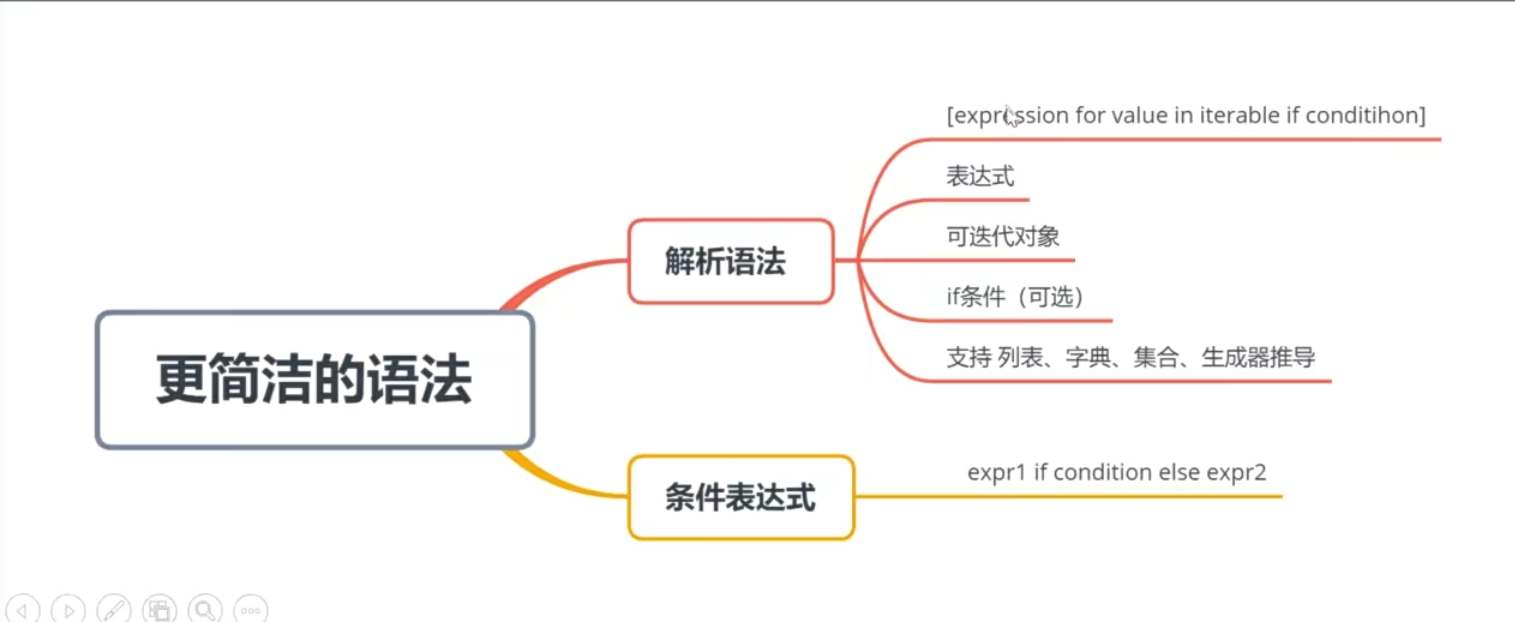 更简洁的语法
解析语法
[expression for value in iterable if conditihon]
表达式
可迭代对象
if条件（可选）
支持 列表、字典、集合、生成器推导
条件表达式
expr1 if condition else expr2